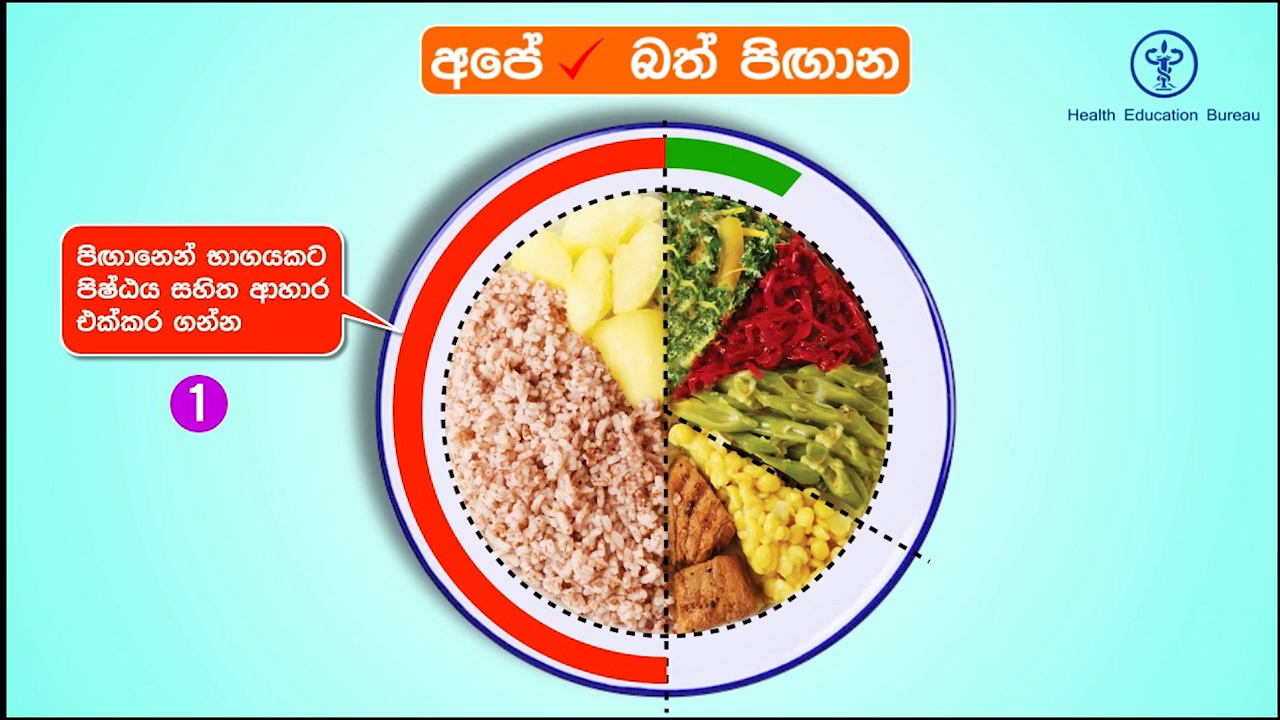 අපේ ✓ බත් පිඟාන
Health Education Bureau
පිඟානෙන් භාගයකට
පිෂ්ඨය සහිත ආහාර
එක්කර ගන්න
1